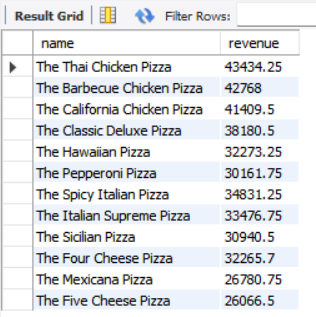 Result Grid Filter Rows:
name revenue
The Thai Chicken Pizza 43434.25
The Barbecue Chicken Pizza 42768
The California Chicken Pizza 41409.5
The Classic Deluxe Pizza 38180.5
The Hawaiian Pizza 32273.25
The Pepperoni Pizza 30161.75
The Spicy Italian Pizza 34831.25
The Italian Supreme Pizza 33476.75
The Sicilian Pizza 30940.5
The Four Cheese Pizza 32265.7
The Mexicana Pizza 26780.75
The Five Cheese Pizza 26066.5